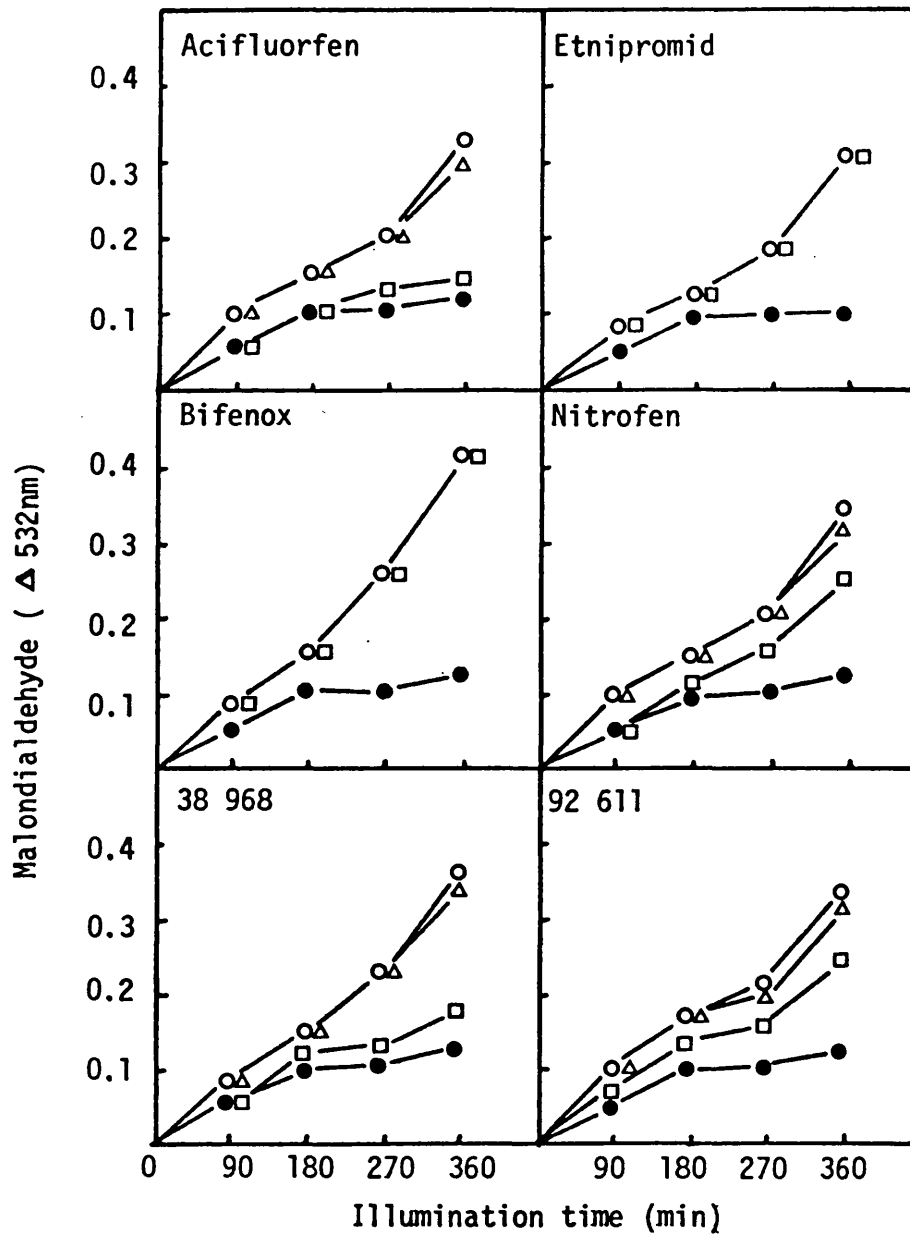 Acifluorfen
Etnipromid
0.4
0.3
0.2
0.1
Bifenox
Nitrofen
0.4
0.3
0.2
0.1
38 968
92 611
0.4
0.3
0.2
0.1
0 90 180 270 360
90 180 270 360
Malondialdehyde ( Δ 532nm)
Illumination time (min)